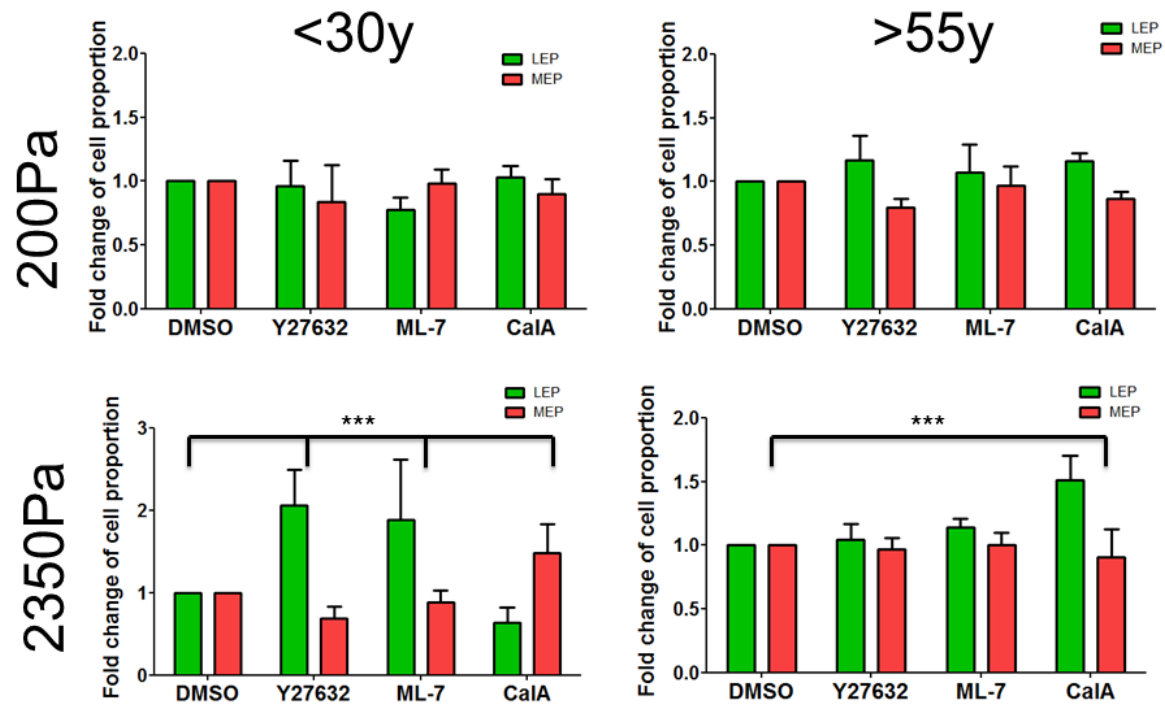 <30y
>55y
200Pa
2350Pa
Fold change of cell proportion
2.0
1.5
1.0
0.5
0.0
LEP
MEP
DMSO Y27632 ML-7 CalA
Fold change of cell proportion
2.0
1.5
1.0
0.5
0.0
LEP
MEP
DMSO Y27632 ML-7 CalA
Fold change of cell proportion
3
2
1
0
LEP
MEP
***
DMSO Y27632 ML-7 CalA
Fold change of cell proportion
2.0
1.5
1.0
0.5
0.0
LEP
MEP
***
DMSO Y27632 ML-7 CalA